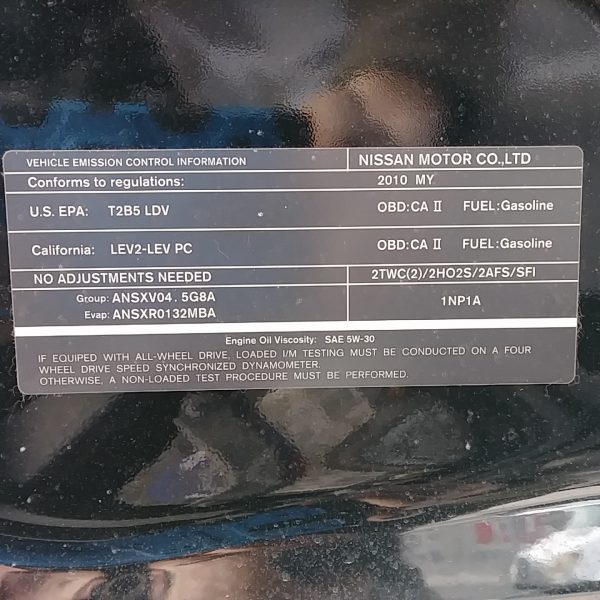 VEHICLE EMISSION CONTROL INFORMATION NISSAN MOTOR CO.,LTD
Conforms to regulations: 2010 MY
U.S. EPA: T2B5 LDV OBD:CA II FUEL:Gasoline
California: LEV2-LEV PC OBD:CA II FUEL:Gasoline
NO ADJUSTMENTS NEEDED 2TWC(2)/2HO2S/2AFS/SFI
Group: ANSXV04.5G8A 1NP1A
Evap: ANSXR0132MBA
Engine Oil Viscosity: SAE 5W-30
IF EQUIPED WITH ALL-WHEEL DRIVE, LOADED I/M TESTING MUST BE CONDUCTED ON A FOUR
WHEEL DRIVE SPEED SYNCHRONIZED DYNAMOMETER.
OTHERWISE, A NON-LOADED TEST PROCEDURE MUST BE PERFORMED.